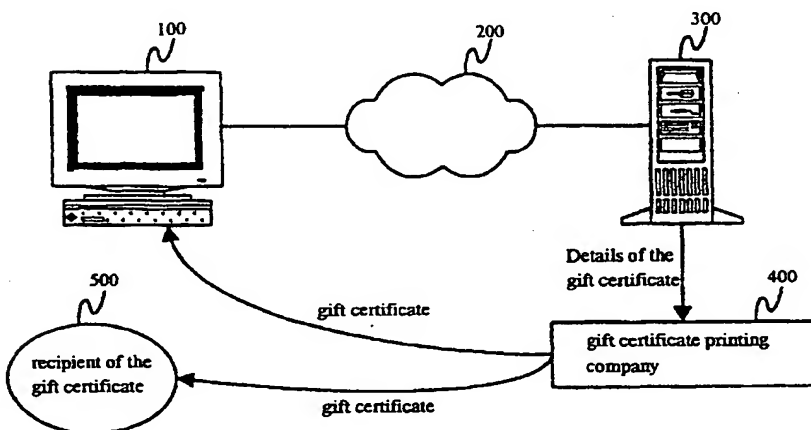 100
200
300
Details of the
gift certificate
500
400
gift certificate
recipient of the
gift certificate
gift certificate printing
company
gift certificate